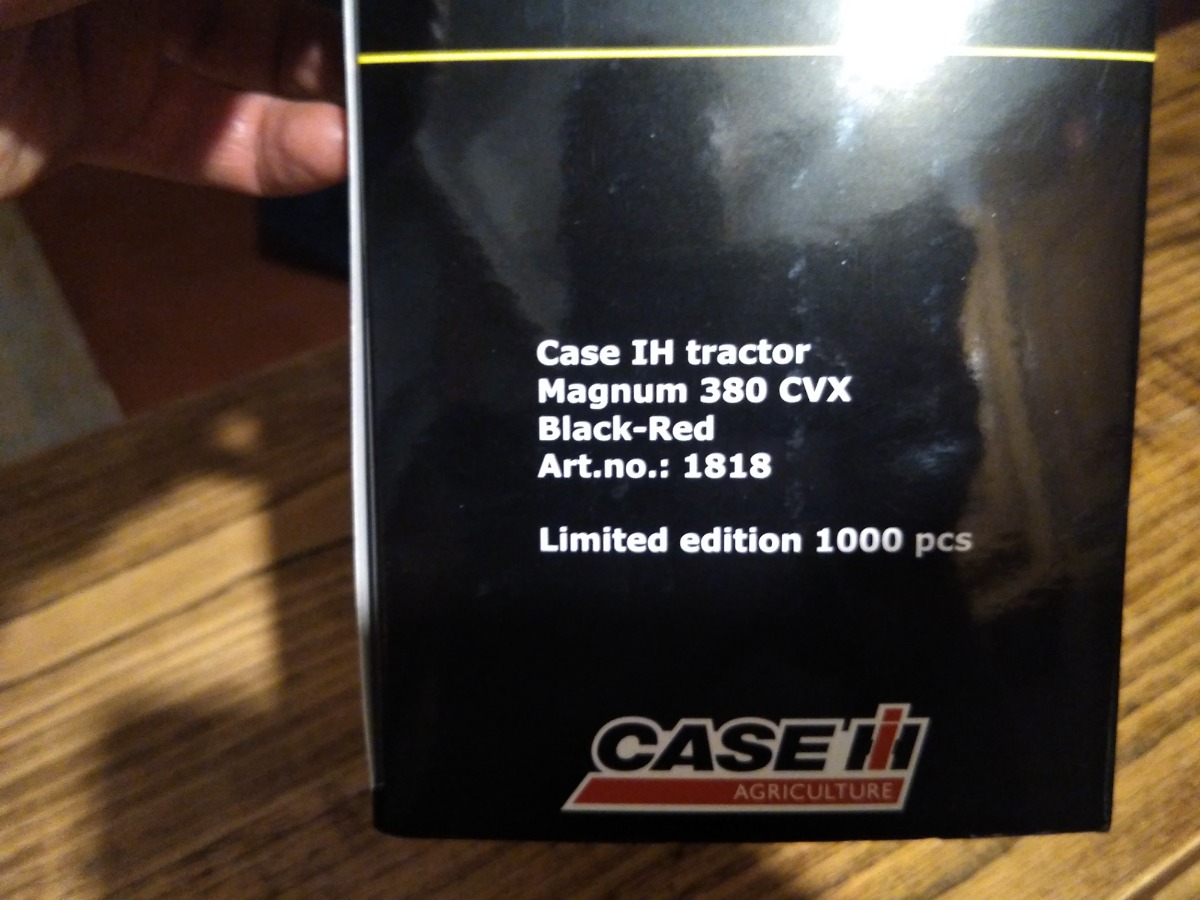 Case IH tractor
Magnum 380 CVX
Black-Red
Art.no.: 1818
Limited edition 1000 pcs
CASE IH
AGRICULTURE